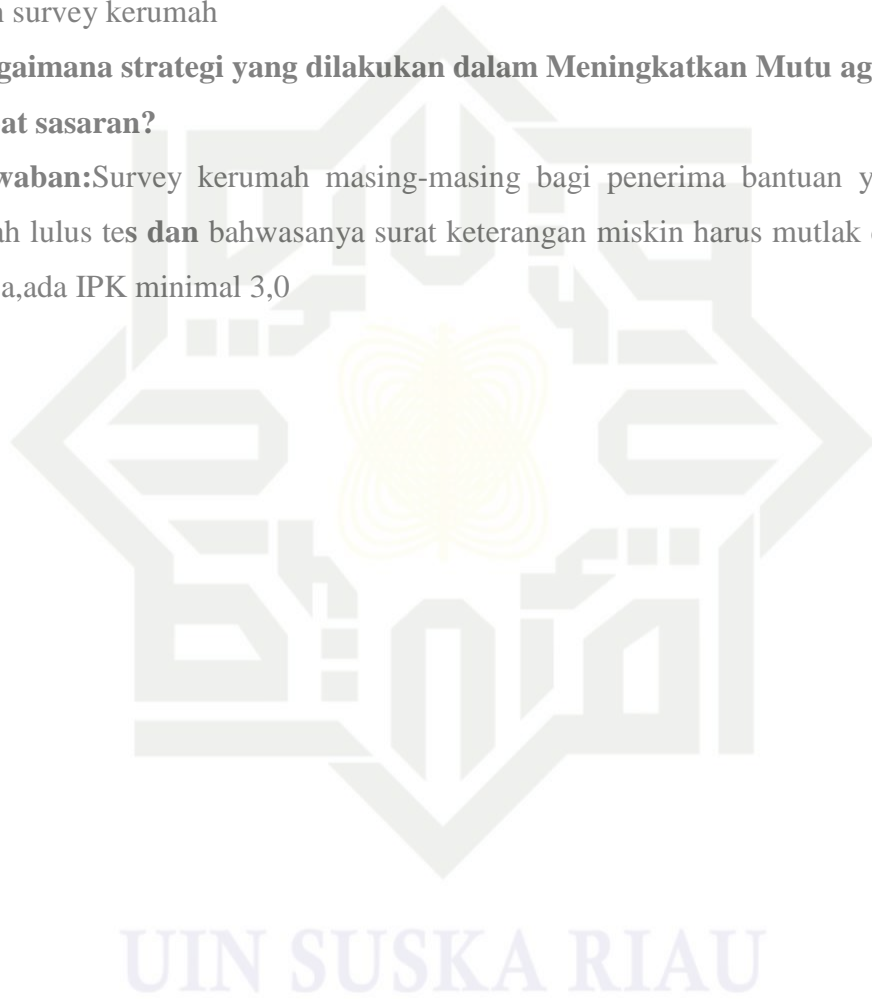 n survey kerumah
gaimana strategi yang dilakukan dalam Meningkatkan Mutu ag
at sasaran?
waban:Survey kerumah masing-masing bagi penerima bantuan y
ah lulus tes dan bahwasanya surat keterangan miskin harus mutlak
a,ada IPK minimal 3,0
UIN SUSKA RIAU